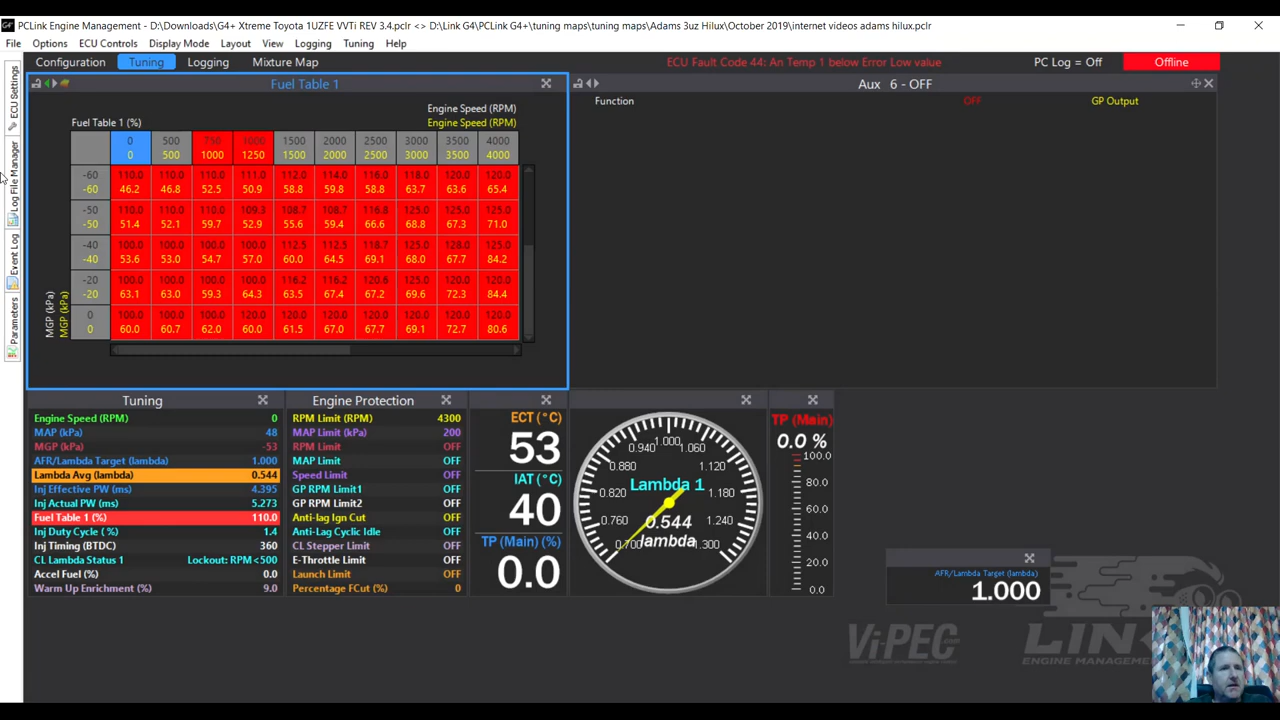 PCLink Engine Management - D:\Downloads\G4+ Xtreme Toyota 1UZFE VVTi REV 3.4.pclr <> D:\Link G4\PCLink G4+\tuning maps\tuning maps\Adams 3uz Hilux\October 2019\internet videos adams hilux.pclr
File Options ECU Controls Display Mode Layout View Logging Tuning Help
Configuration Tuning Logging Mixture Map ECU Fault Code 44: An Temp 1 below Error Low value PC Log = Off Offline
ECU Settings
Log File Manager
Event Log
Parameters
Fuel Table 1
Engine Speed (RPM)
Fuel Table 1 (%) Engine Speed (RPM)
0 500 750 1000 1500 2000 2500 3000 3500 4000
0 500 1000 1250 1500 2000 2500 3000 3500 4000
-60 110.0 110.0 110.0 111.0 112.0 114.0 116.0 118.0 120.0 120.0
-60 46.2 46.8 52.5 50.9 58.8 59.8 58.8 63.7 63.6 65.4
-50 110.0 110.0 110.0 109.3 108.7 108.7 116.8 125.0 125.0 125.0
-50 51.4 52.1 59.7 52.9 55.6 59.4 66.6 68.8 67.3 71.0
-40 100.0 100.0 100.0 100.0 112.5 112.5 118.7 125.0 128.0 125.0
-40 53.6 53.0 54.7 57.0 60.0 64.5 69.1 68.0 67.7 84.2
-20 100.0 100.0 100.0 100.0 116.2 116.2 120.6 125.0 125.0 125.0
-20 63.1 63.0 59.3 64.3 63.5 67.4 67.2 69.6 72.3 84.4
0 100.0 100.0 120.0 120.0 120.0 120.0 120.0 120.0 120.0 120.0
0 60.0 60.7 62.0 60.0 61.5 67.0 67.7 69.1 72.7 80.6
MGP (kPa)
MGP (kPa)
Aux 6 - OFF
Function OFF GP Output
Tuning
Engine Speed (RPM) 0
MAP (kPa) 48
MGP (kPa) -53
AFR/Lambda Target (lambda) 1.000
Lambda Avg (lambda) 0.544
Inj Effective PW (ms) 4.395
Inj Actual PW (ms) 5.273
Fuel Table 1 (%) 110.0
Inj Duty Cycle (%) 1.4
Inj Timing (BTDC) 360
CL Lambda Status 1 Lockout: RPM<500
Accel Fuel (%) 0.0
Warm Up Enrichment (%) 9.0
Engine Protection
RPM Limit (RPM) 4300
MAP Limit (kPa) 200
RPM Limit OFF
MAP Limit OFF
Speed Limit OFF
GP RPM Limit1 OFF
GP RPM Limit2 OFF
Anti-lag Ign Cut OFF
Anti-Lag Cyclic Idle OFF
CL Stepper Limit OFF
E-Throttle Limit OFF
Launch Limit OFF
Percentage FCut (%) 0
ECT (°C)
53
IAT (°C)
40
TP (Main) (%)
0.0
1.000
0.940 1.060
0.880 1.120
Lambda 1
0.820 1.180
0.760 0.544 1.240
0.700 lambda 1.300
TP (Main)
0.0 %
100.0
80.0
60.0
40.0
20.0
0.0
AFR/Lambda Target (lambda)
1.000
Vi-PEC
LINK
ENGINE MANAGEMENT